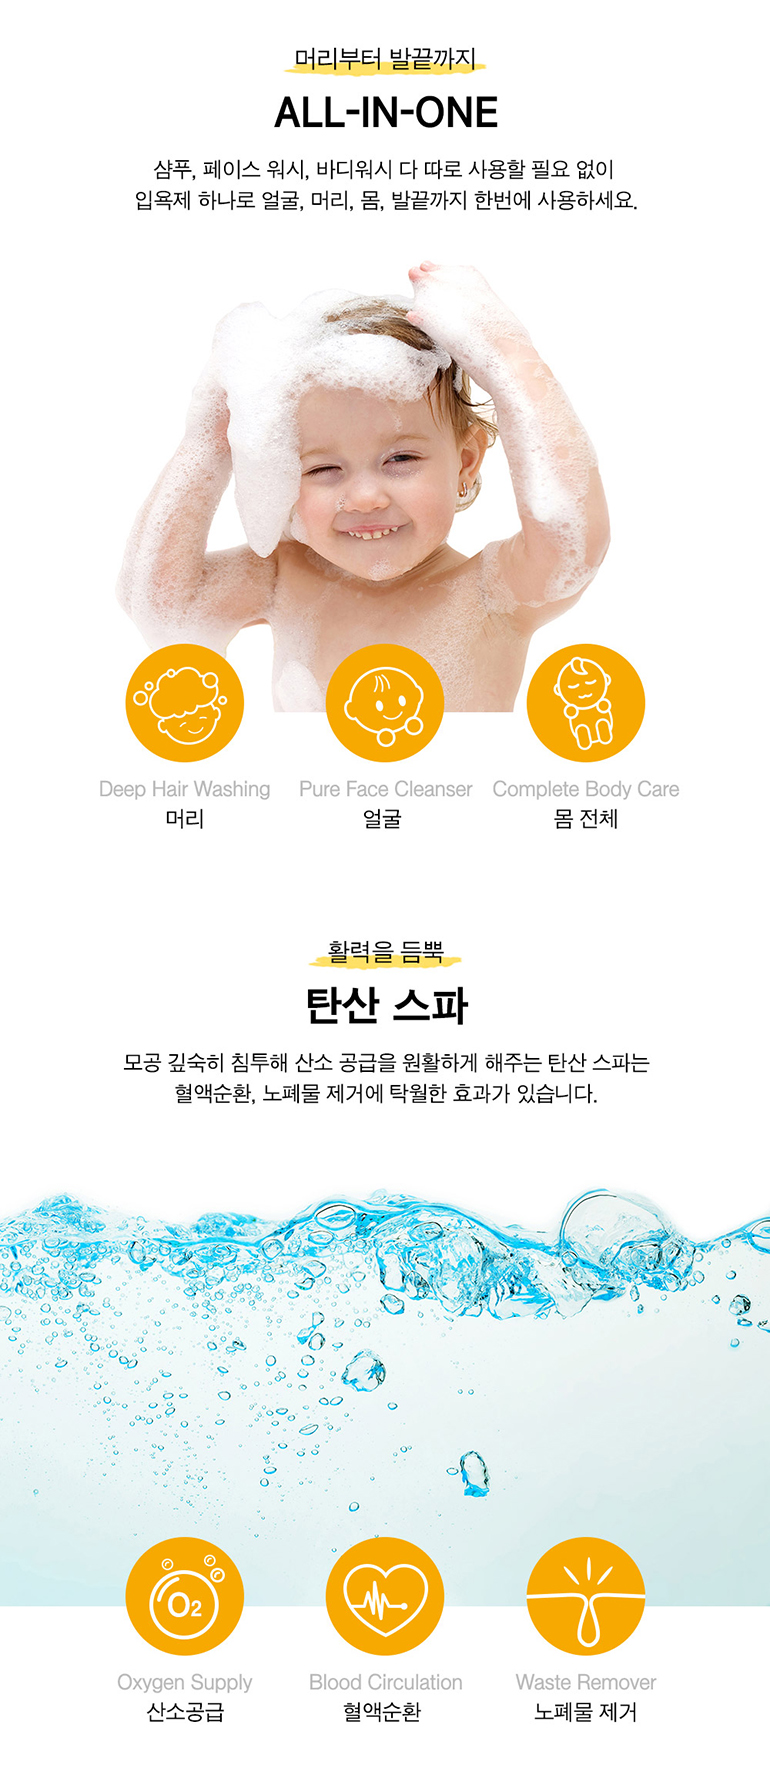 머리부터 발끝까지
ALL-IN-ONE
샴푸, 페이스 워시, 바디워시 다 따로 사용할 필요 없이
입욕제 하나로 얼굴, 머리, 몸, 발끝까지 한번에 사용하세요.
Deep Hair Washing
머리
Pure Face Cleanser
얼굴
Complete Body Care
몸 전체
활력을 듬뿍
탄산 스파
모공 깊숙히 침투해 산소 공급을 원활하게 해주는 탄산 스파는
혈액순환, 노폐물 제거에 탁월한 효과가 있습니다.
O2
Oxygen Supply
산소공급
Blood Circulation
혈액순환
Waste Remover
노폐물 제거